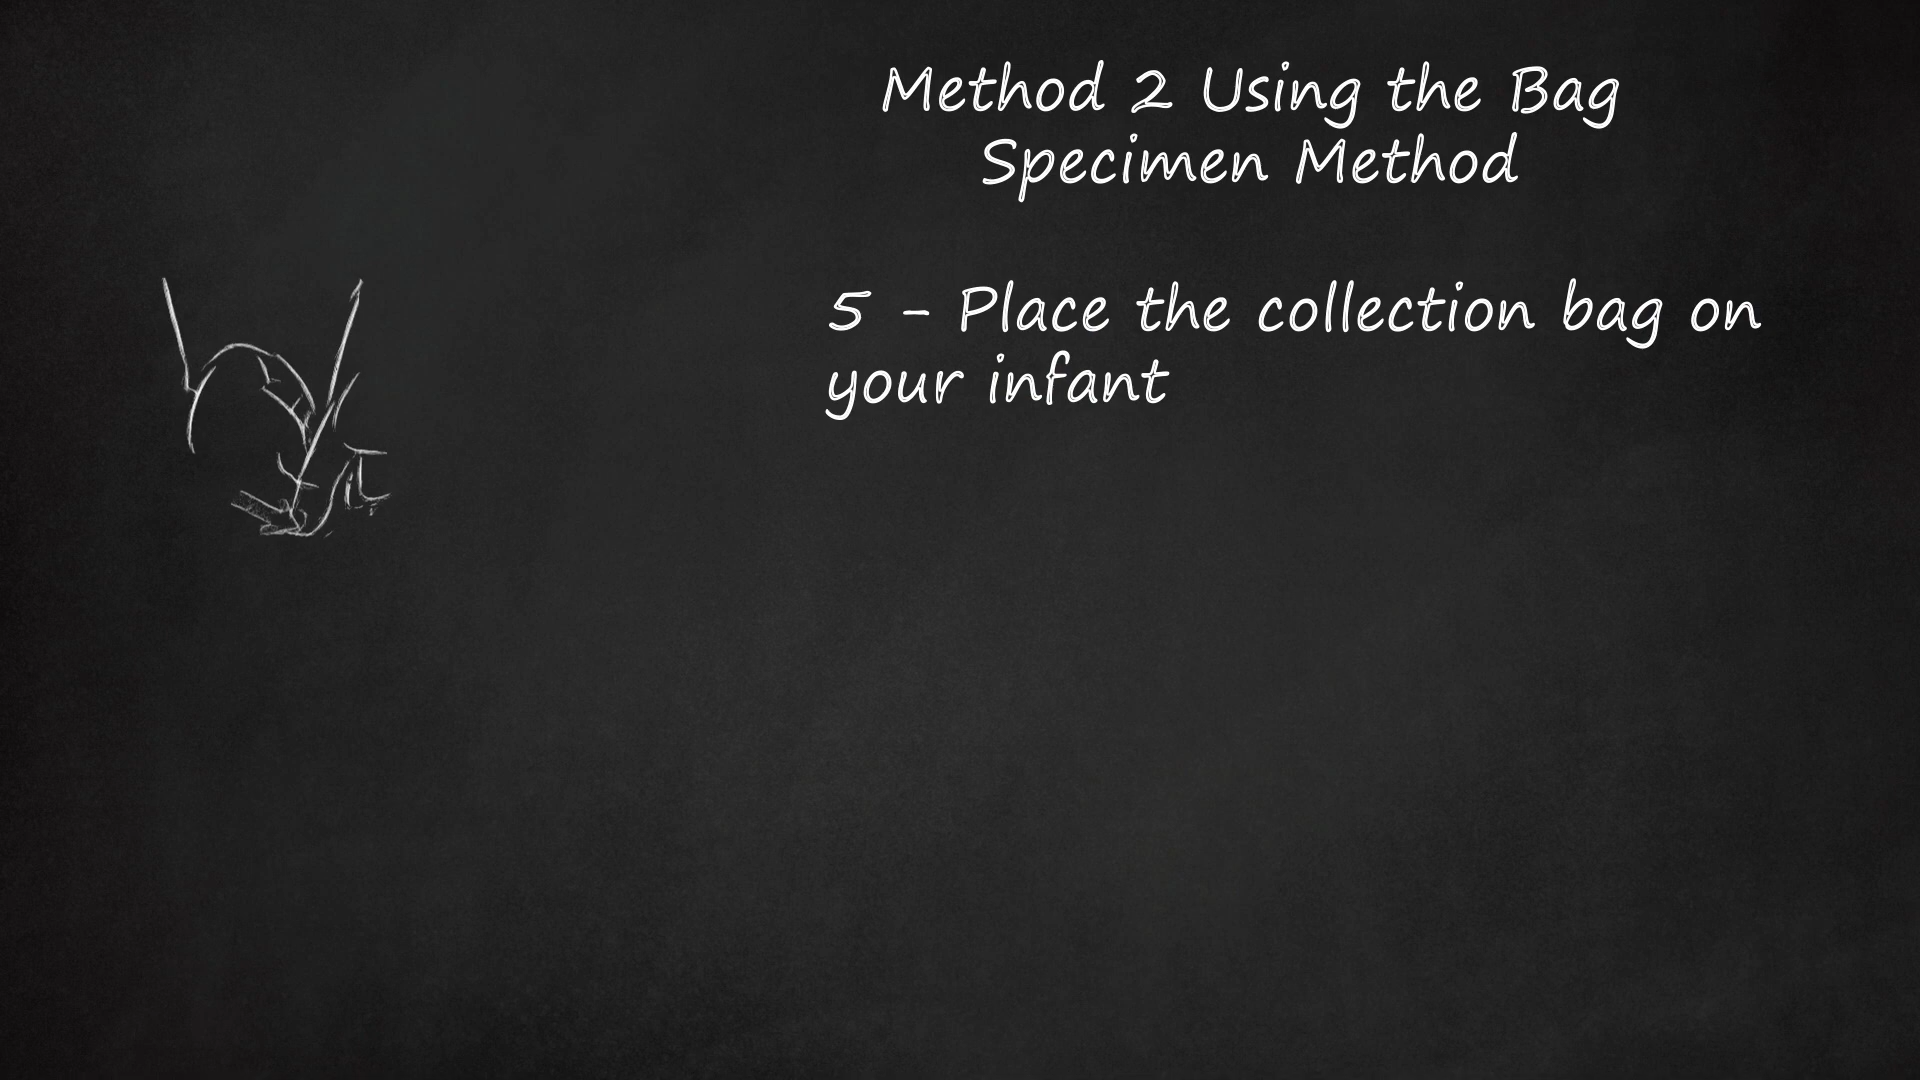 Method 2 Using the Bag
Specimen Method
5 - Place the collection bag on
your infant